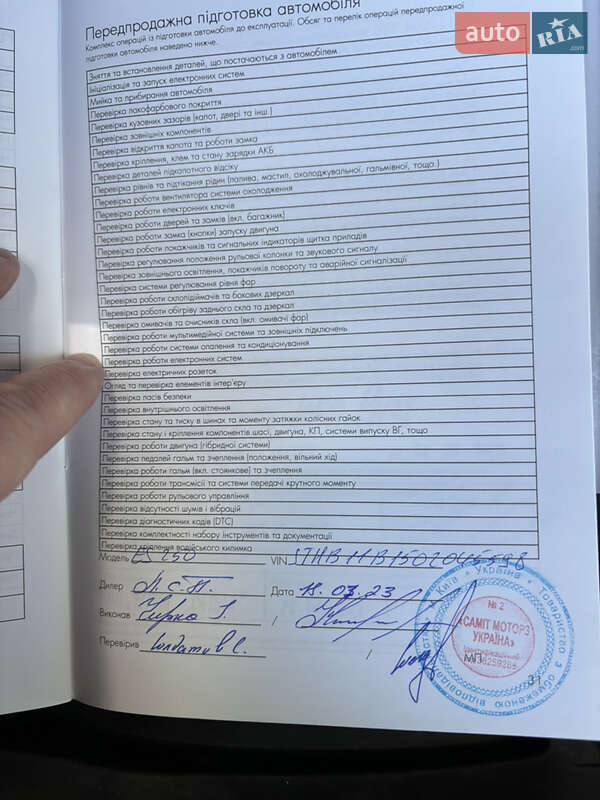 Передпродажна підготовка автомобіля
Комплекс операцій із підготовки автомобіля до експлуатації. Обсяг та перелік операцій передпродажної
підготовки автомобіля наведено нижче.
auto RIA .com
Зняття та встановлення деталей, що постачаються з автомобілем
Ініціалізація та запуск електронних систем
Мийка та прибирання автомобіля
Перевірка лакофарбового покриття
Перевірка кузовних зазорів (капот, двері та інш.)
Перевірка зовнішніх компонентів
Перевірка відкриття капота та роботи замка
Перевірка кріплення, клем та стану зарядки АКБ
Перевірка деталей підкапотного відсіку
Перевірка рівнів та підтікання рідин (палива, мастил, охолоджувальної, гальмівної, тощо.)
Перевірка роботи вентилятора системи охолодження
Перевірка роботи електронних ключів
Перевірка роботи дверей та замків (вкл. багажник)
Перевірка роботи замка (кнопки) запуску двигуна
Перевірка роботи покажчиків та сигнальних індикаторів щитка приладів
Перевірка регулювання положення рульової колонки та звукового сигналу
Перевірка зовнішнього освітлення, покажчиків повороту та аварійної сигналізації
Перевірка системи регулювання рівня фар
Перевірка роботи склопідіймачів та бокових дзеркал
Перевірка роботи обігріву заднього скла та дзеркал
Перевірка омивачів та очисників скла (вкл. омивачі фар)
Перевірка роботи мультимедійної системи та зовнішніх підключень
Перевірка роботи системи опалення та кондиціонування
Перевірка роботи електронних систем
Перевірка електричних розеток
Огляд та перевірка елементів інтер'єру
Перевірка пасів безпеки
Перевірка внутрішнього освітлення
Перевірка стану та тиску в шинах та моменту затяжки колісних гайок
Перевірка стану і кріплення компонентів шасі, двигуна, КП, системи випуску ВГ, тощо
Перевірка роботи двигуна (гібридної системи)
Перевірка педалей гальм та зчеплення (положення, вільний хід)
Перевірка роботи гальм (вкл. стоянкове) та зчеплення
Перевірка роботи трансмісії та системи передачі крутного моменту
Перевірка роботи рульового управління
Перевірка відсутності шумів і вібрацій
Перевірка діагностичних кодів (DTC)
Перевірка комплектності набору інструментів та документації
Перевірка кріплення водійського килимка
Модель ES 250 VIN
Дилер Л.С.П. Дата 18.03.23
Виконав /
Перевірив Солдатов С. /
Київ * Україна * Товариство з обмеженою відповідальністю
№ 2
«САМІТ МОТОРЗ
УКРАЇНА»
МП
31